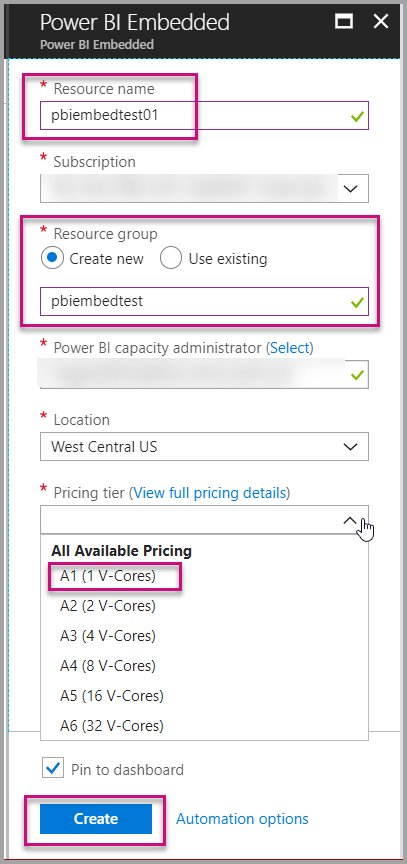 Power BI Embedded
Power BI Embedded
* Resource name
pbiembedtest01
* Subscription
* Resource group
Create new Use existing
pbiembedtest
* Power BI capacity administrator (Select)
* Location
West Central US
* Pricing tier (View full pricing details)
All Available Pricing
A1 (1 V-Cores)
A2 (2 V-Cores)
A3 (4 V-Cores)
A4 (8 V-Cores)
A5 (16 V-Cores)
A6 (32 V-Cores)
Pin to dashboard
Create Automation options